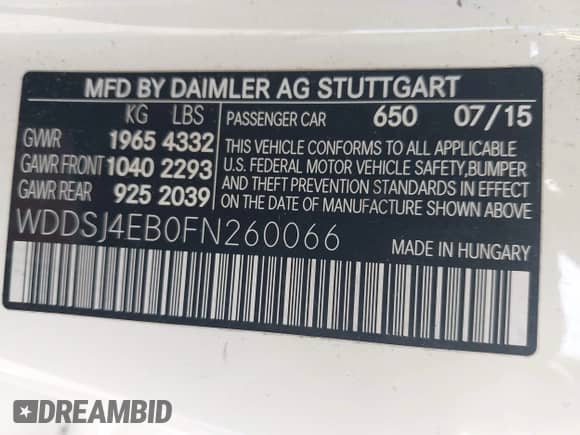 MFD BY DAIMLER AG STUTTGART
KG LBS PASSENGER CAR 650 07/15
GWR 1965 4332 THIS VEHICLE CONFORMS TO ALL APPLICABLE
GAWR FRONT 1040 2293 U.S. FEDERAL MOTOR VEHICLE SAFETY, BUMPER
GAWR REAR 925 2039 AND THEFT PREVENTION STANDARDS IN EFFECT
ON THE DATE OF MANUFACTURE SHOWN ABOVE.
WDDSJ4EB0FN260066 MADE IN HUNGARY
DREAMBID